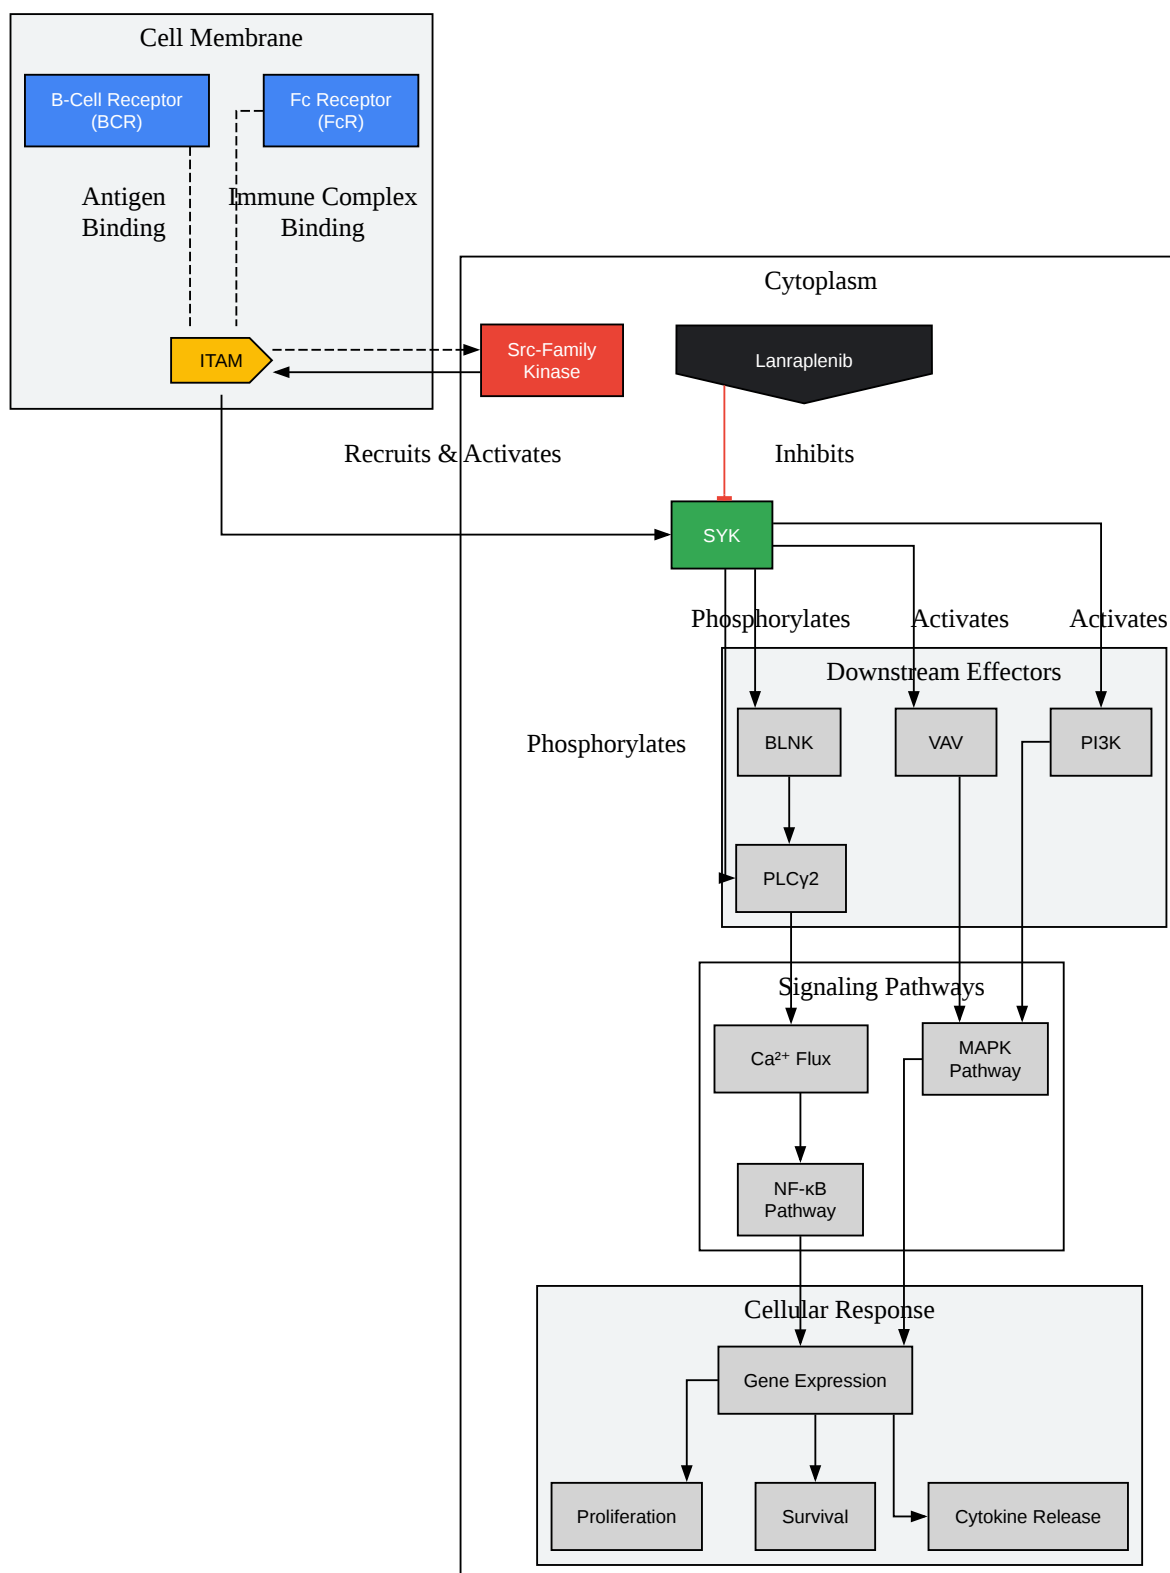 Cell Membrane
B-Cell Receptor
(BCR)
Fc Receptor
(FcR)
Antigen
Binding
Immune Complex
Binding
Cytoplasm
ITAM
Src-Family
Kinase
Lanraplenib
Recruits & Activates
Inhibits
SYK
Phosphorylates
Activates
Activates
Downstream Effectors
Phosphorylates
BLNK
VAV
PI3K
PLCγ2
Signaling Pathways
Ca²⁺ Flux
MAPK
Pathway
NF-κB
Pathway
Cellular Response
Gene Expression
Proliferation
Survival
Cytokine Release